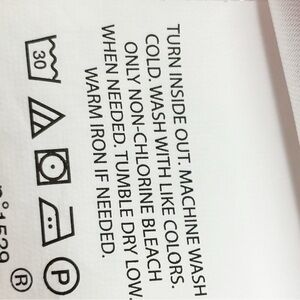 TURN INSIDE OUT. MACHINE WASH
COLD. WASH WITH LIKE COLORS.
ONLY NON-CHLORINE BLEACH
WHEN NEEDED. TUMBLE DRY LOW.
WARM IRON IF NEEDED.
30
P
®
n°1529